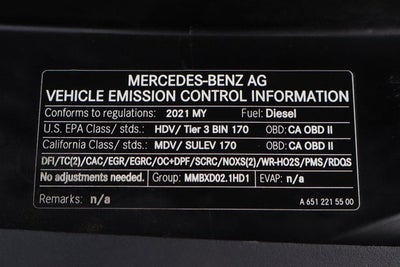 MERCEDES-BENZ AG
VEHICLE EMISSION CONTROL INFORMATION
Conforms to regulations: 2021 MY Fuel: Diesel
U.S. EPA Class/ stds.: HDV/ Tier 3 BIN 170 OBD: CA OBD II
California Class/ stds.: MDV/ SULEV 170 OBD: CA OBD II
DFI/TC(2)/CAC/EGR/EGRC/OC+DPF/SCRC/NOXS(2)/WR-HO2S/PMS/RDQS
No adjustments needed. Group: MMBXD02.1HD1 EVAP: n/a
Remarks: n/a A 651 221 55 00